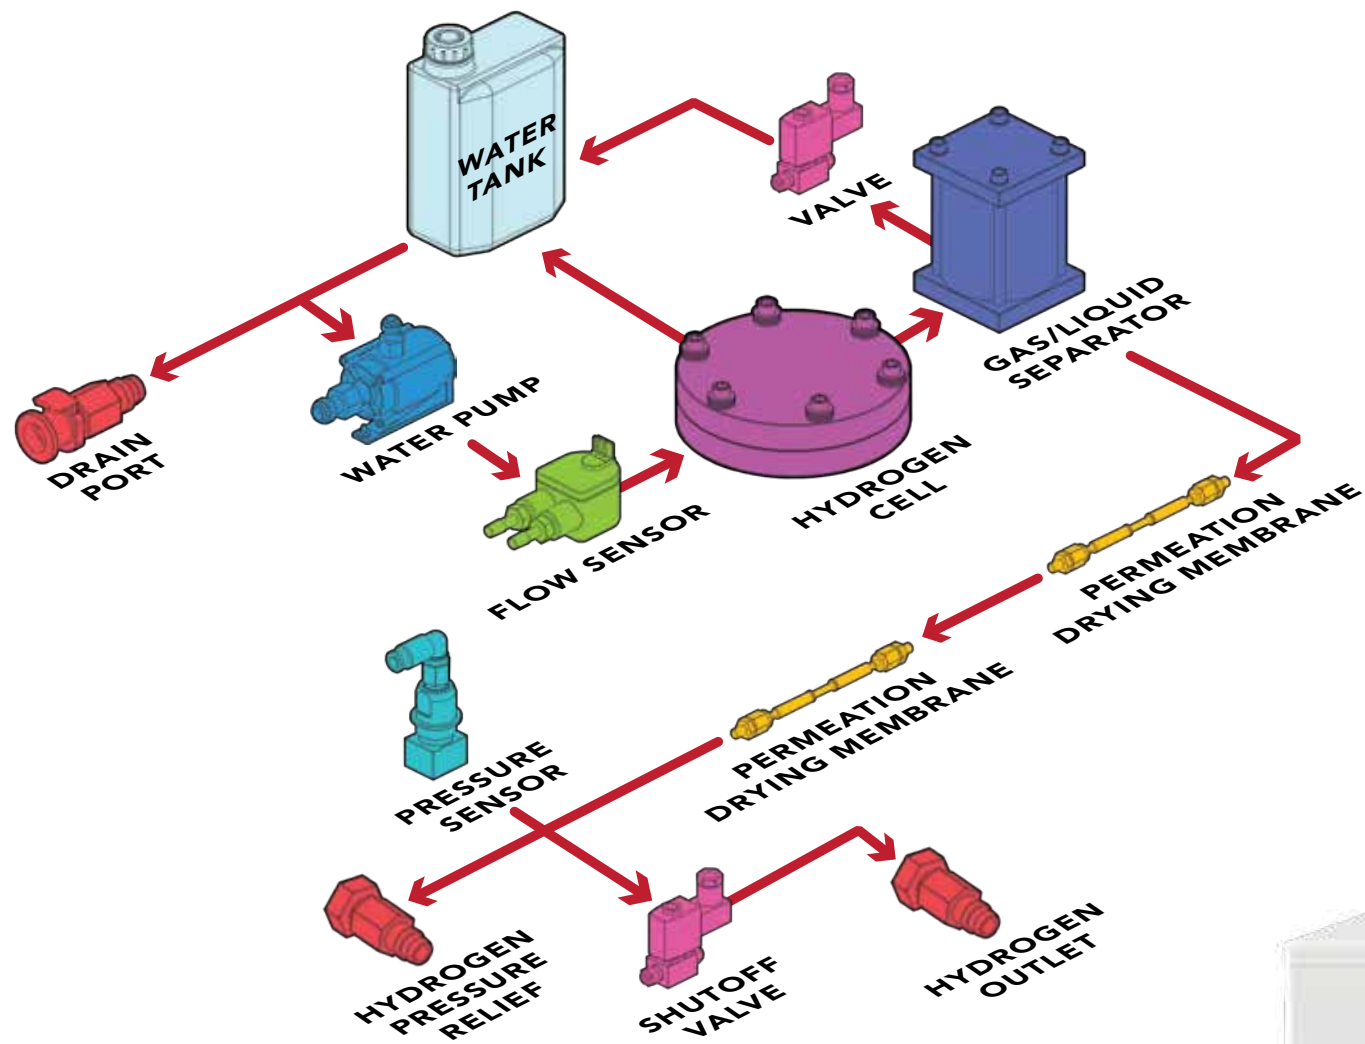 WATER
TANK
VALVE
GAS/LIQUID
SEPARATOR
DRAIN
PORT
WATER PUMP
FLOW SENSOR
HYDROGEN
CELL
PERMEATION
DRYING MEMBRANE
PERMEATION
DRYING MEMBRANE
PRESSURE
SENSOR
HYDROGEN
PRESSURE
RELIEF
SHUTOFF
VALVE
HYDROGEN
OUTLET